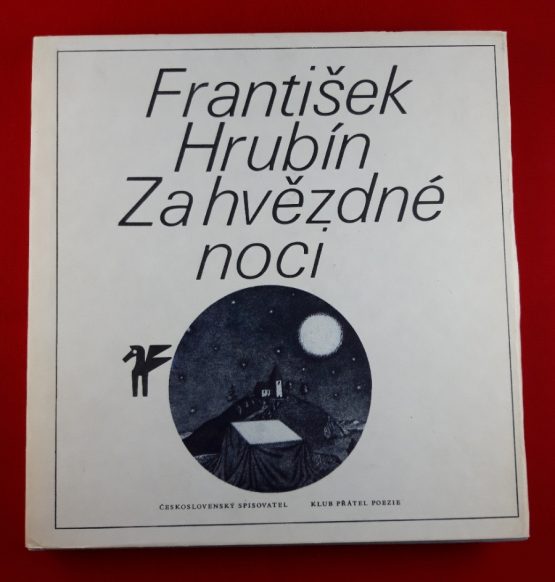 František
Hrubín
Za hvězdné
noci
ČESKOSLOVENSKÝ SPISOVATEL KLUB PŘÁTEL POEZIE